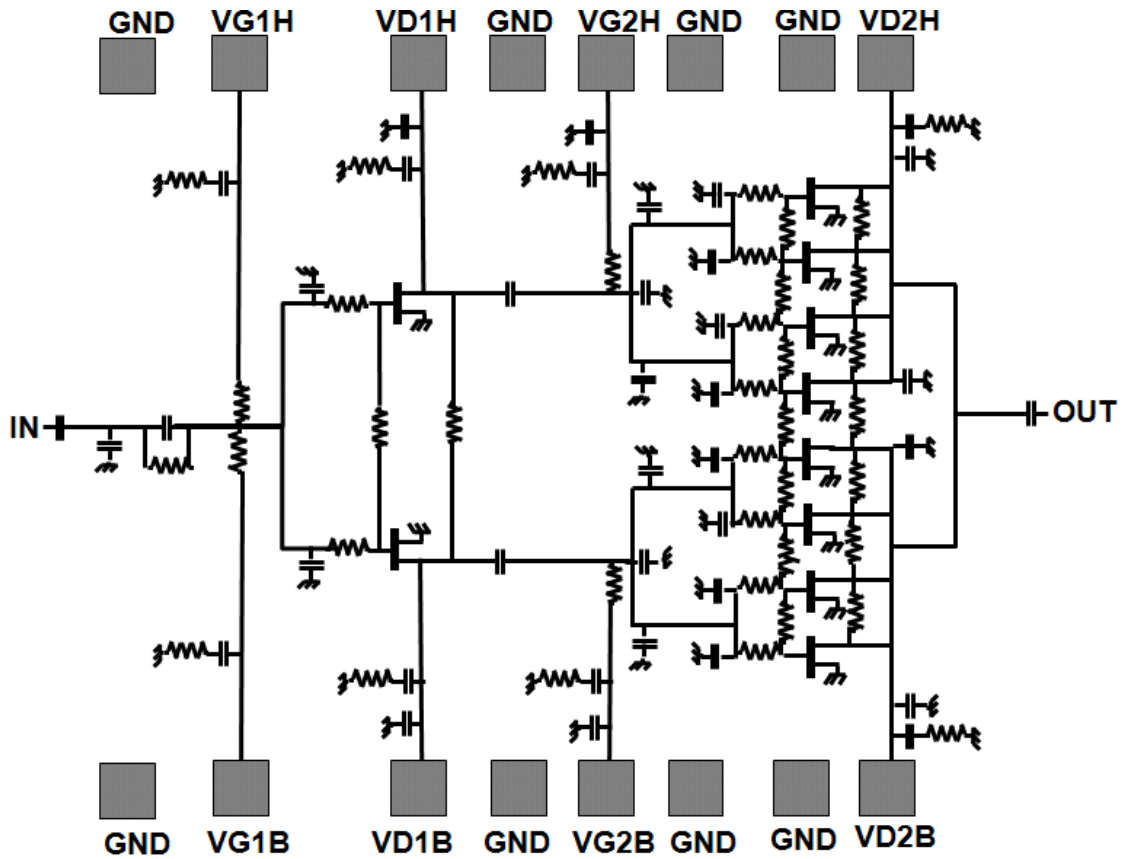 GND VG1H VD1H GND VG2H GND GND VD2H
IN
OUT
GND VG1B VD1B GND VG2B GND GND VD2B